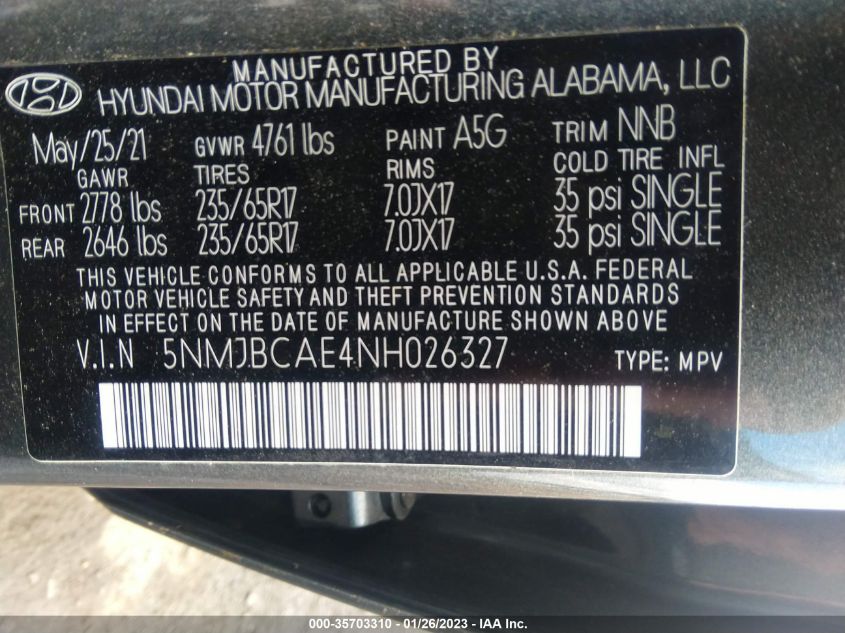 MANUFACTURED BY
HYUNDAI MOTOR MANUFACTURING ALABAMA, LLC
May/25/21 GVWR 4761 lbs PAINT A5G TRIM NNB
GAWR TIRES RIMS COLD TIRE INFL
FRONT 2778 lbs 235/65R17 7.0JX17 35 psi SINGLE
REAR 2646 lbs 235/65R17 7.0JX17 35 psi SINGLE
THIS VEHICLE CONFORMS TO ALL APPLICABLE U.S.A. FEDERAL
MOTOR VEHICLE SAFETY AND THEFT PREVENTION STANDARDS
IN EFFECT ON THE DATE OF MANUFACTURE SHOWN ABOVE.
V.I.N 5NMJBCAE4NH026327 TYPE: MPV
000-35703310 - 01/26/2023 - IAA Inc.